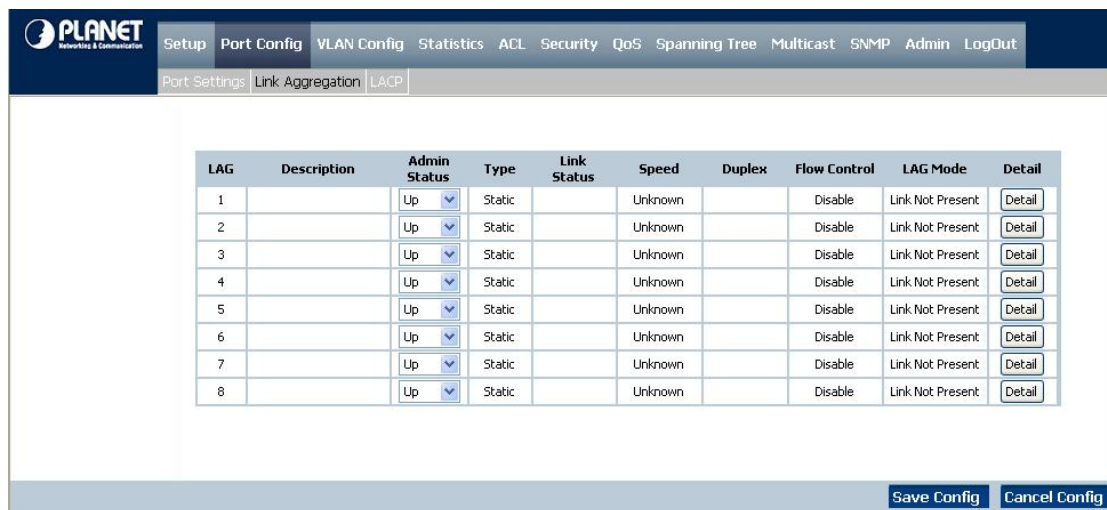 PLANET
Networking & Communication
Setup Port Config VLAN Config Statistics ACL Security QoS Spanning Tree Multicast SNMP Admin LogOut
Port Settings Link Aggregation LACP
LAG Description Admin Status Type Link Status Speed Duplex Flow Control LAG Mode Detail
1 Up Static Unknown Disable Link Not Present Detail
2 Up Static Unknown Disable Link Not Present Detail
3 Up Static Unknown Disable Link Not Present Detail
4 Up Static Unknown Disable Link Not Present Detail
5 Up Static Unknown Disable Link Not Present Detail
6 Up Static Unknown Disable Link Not Present Detail
7 Up Static Unknown Disable Link Not Present Detail
8 Up Static Unknown Disable Link Not Present Detail
Save Config Cancel Config